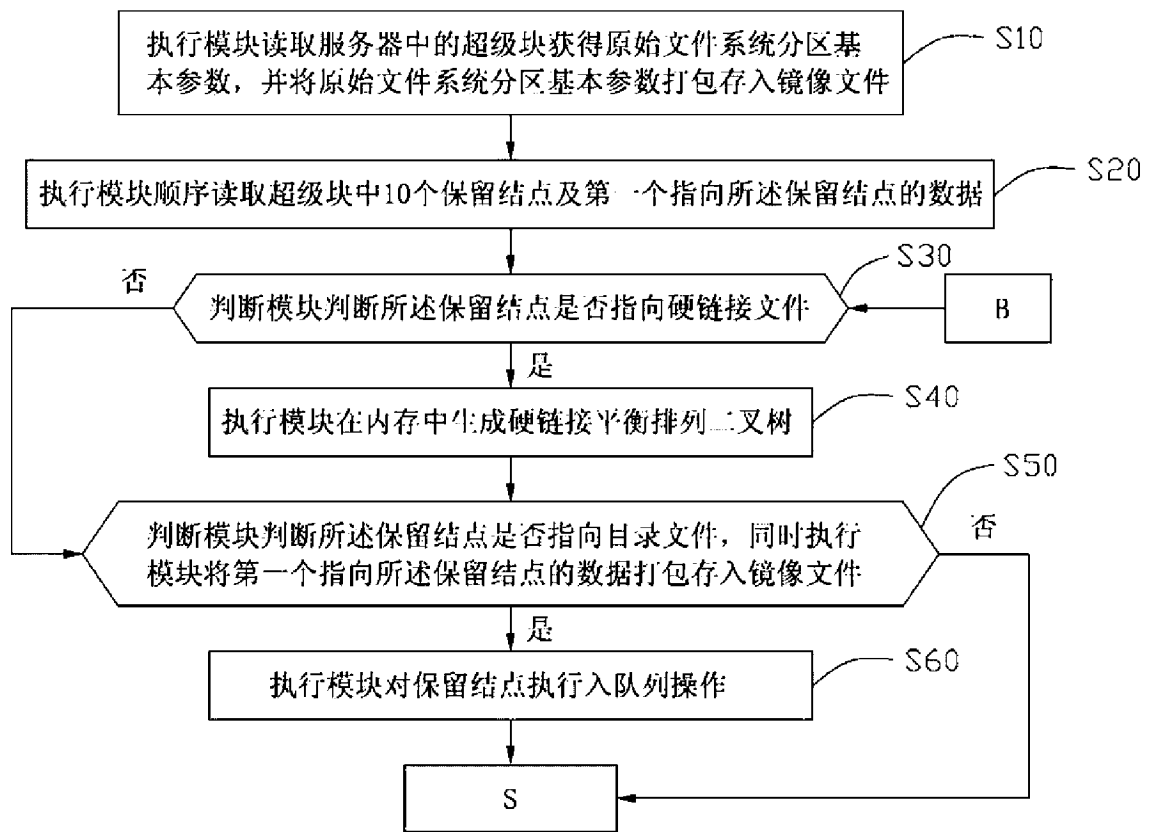 执行模块读取服务器中的超级块获得原始文件系统分区基
本参数，并将原始文件系统分区基本参数打包存入镜像文件
S10
执行模块顺序读取超级块中10个保留结点及第一个指向所述保留结点的数据
S20
判断模块判断所述保留结点是否指向硬链接文件
S30
否
B
是
执行模块在内存中生成硬链接平衡排列二叉树
S40
判断模块判断所述保留结点是否指向目录文件，同时执行
模块将第一个指向所述保留结点的数据打包存入镜像文件
S50
否
是
执行模块对保留结点执行入队列操作
S60
S